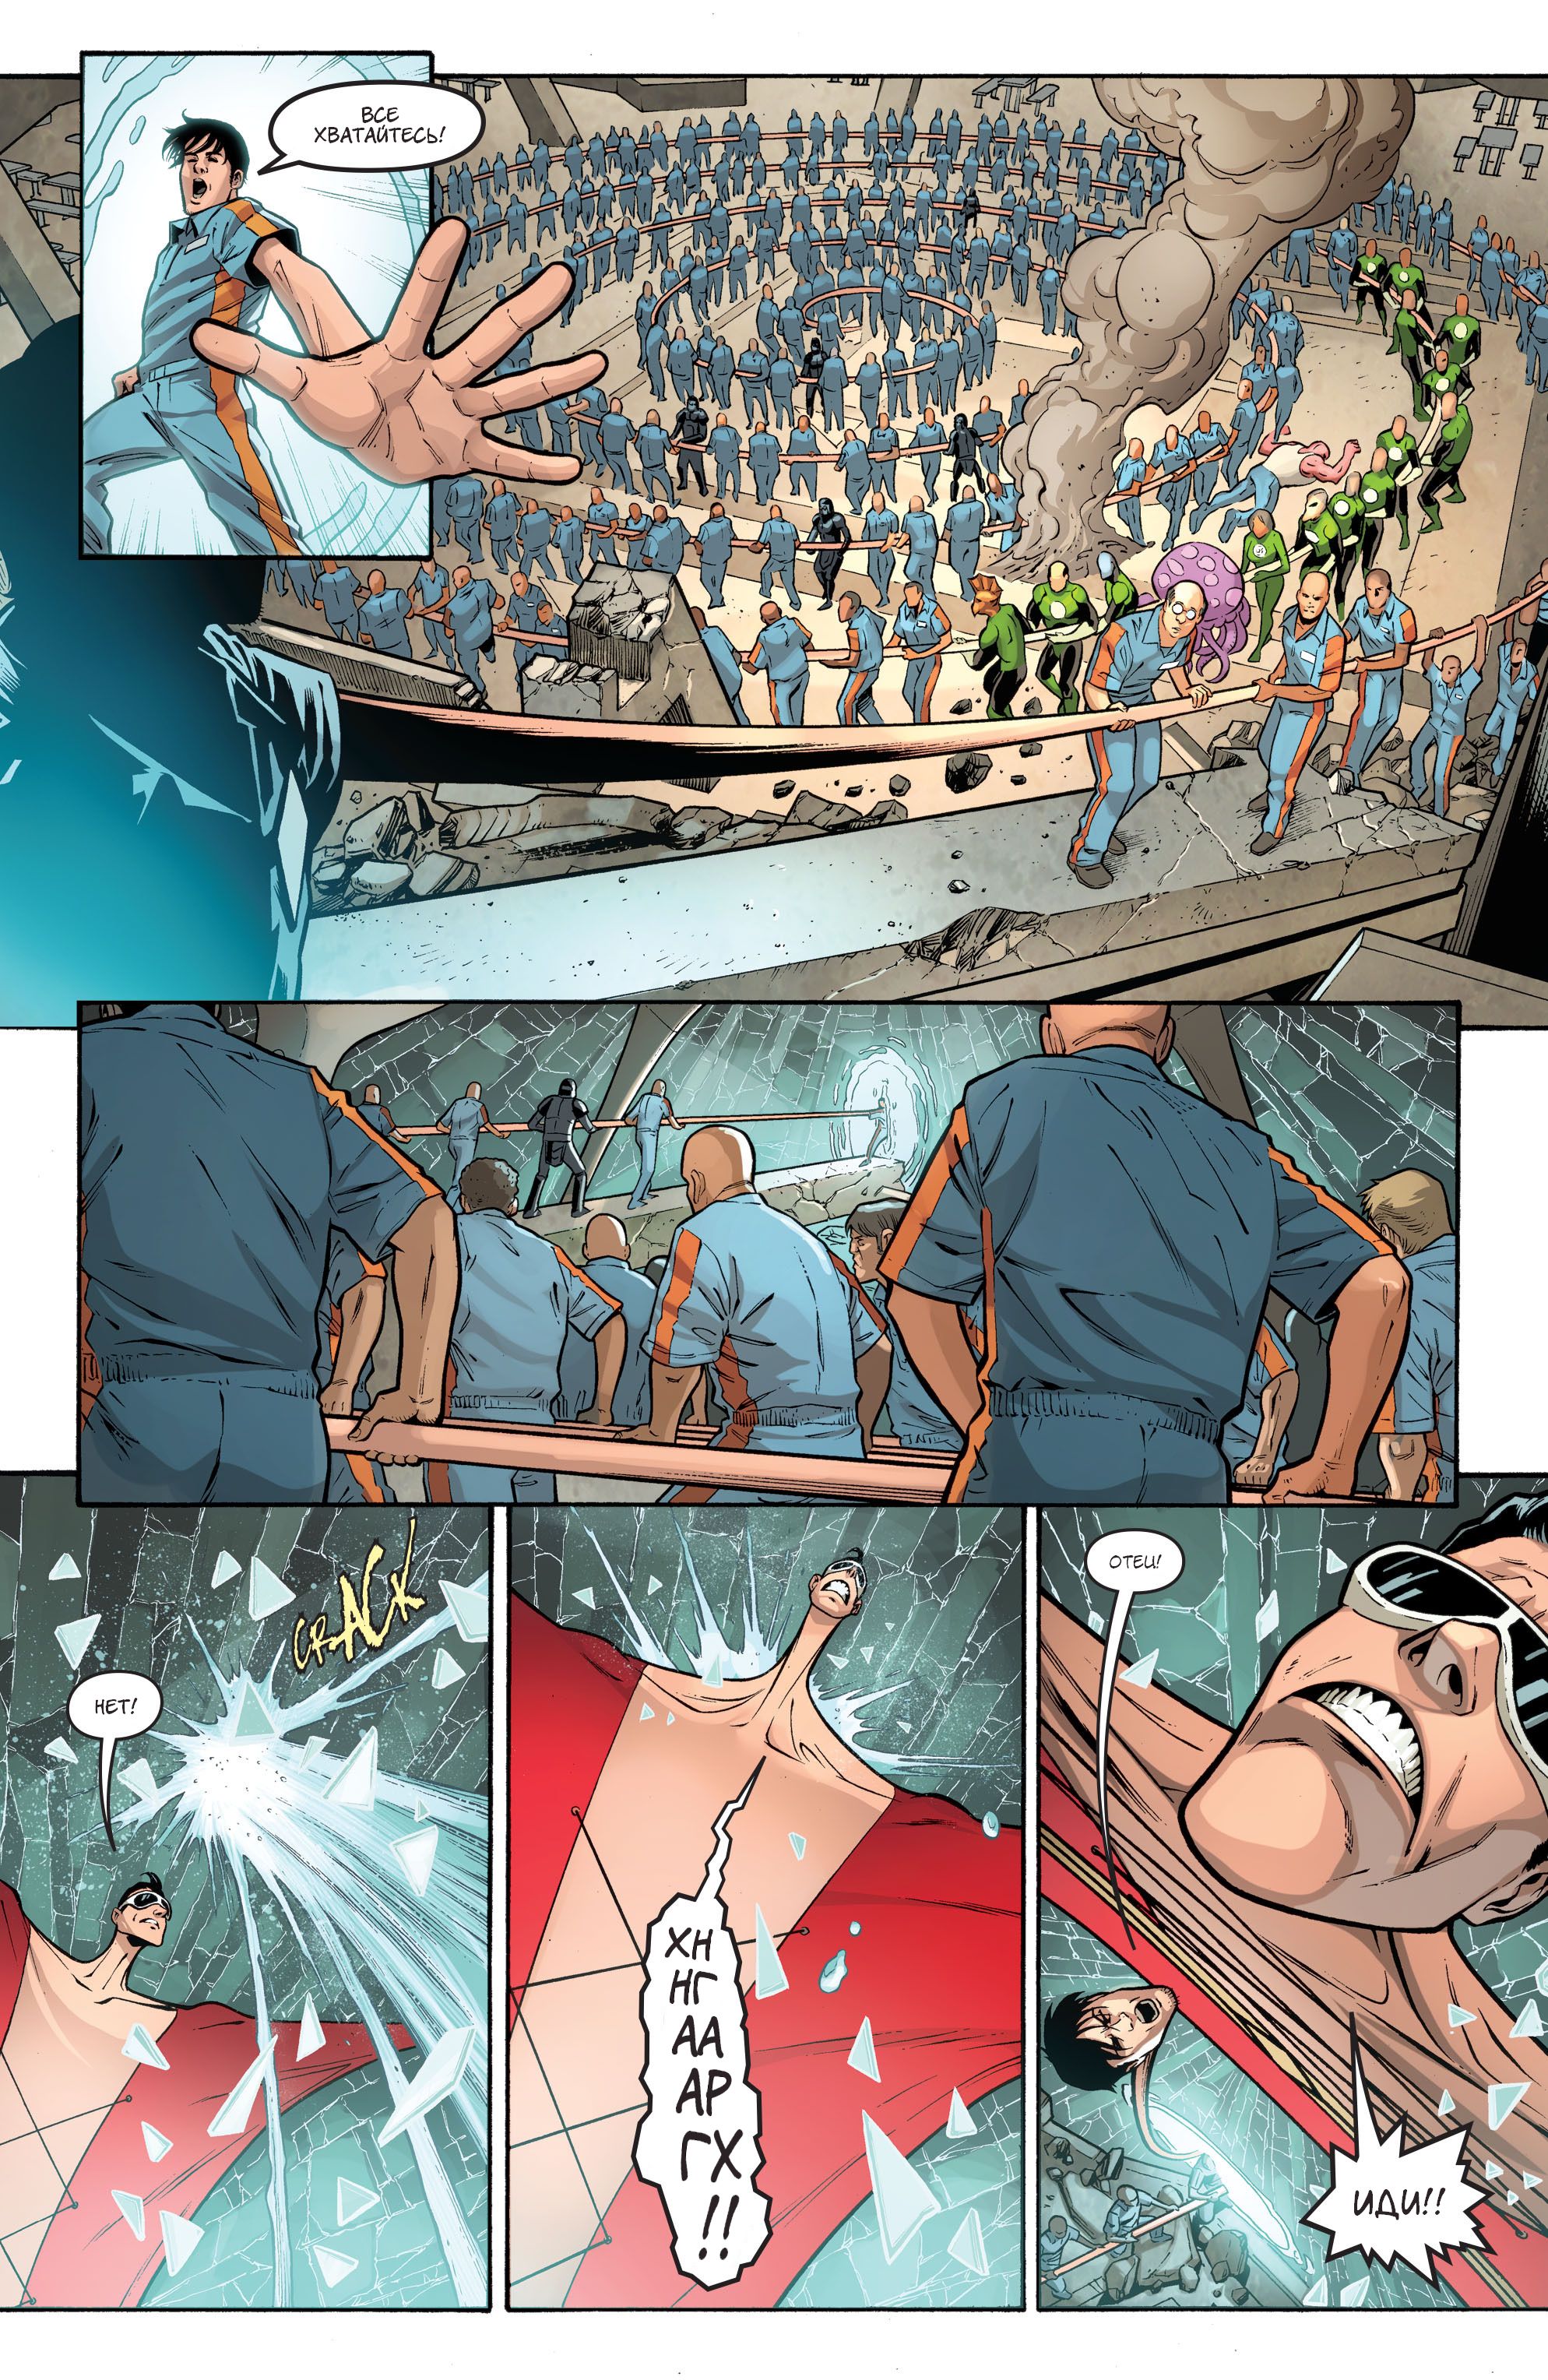 ВСЕ
ХВАТАЙТЕСЬ!
CRACK
НЕТ!
ХН
НГ
АА
АР
ГХ
!!
ОТЕЦ!
ИДИ!!